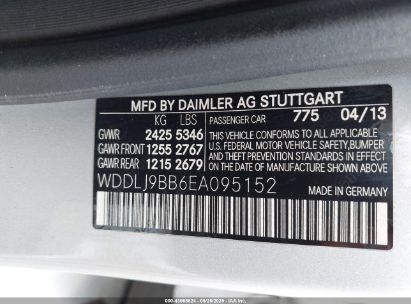 MFD BY DAIMLER AG STUTTGART
KG LBS PASSENGER CAR 775 04/13
GVWR 2425 5346 THIS VEHICLE CONFORMS TO ALL APPLICABLE
GAWR FRONT 1255 2767 U.S. FEDERAL MOTOR VEHICLE SAFETY, BUMPER
GAWR REAR 1215 2679 AND THEFT PREVENTION STANDARDS IN EFFECT
ON THE DATE OF MANUFACTURE SHOWN ABOVE.
WDDLJ9BB6EA095152 MADE IN GERMANY